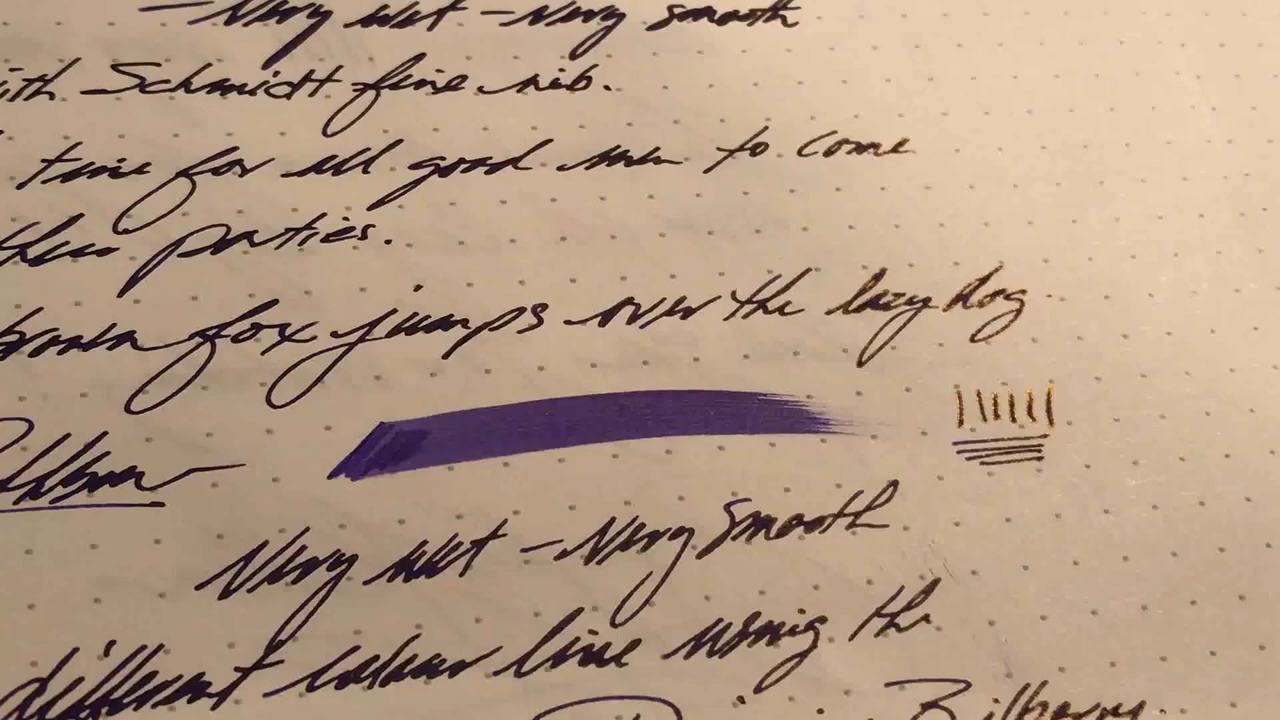 - Very wet - Very smooth
ith Schmidt fine nib.
time for all good men to come
their parties.
brown fox jumps over the lazy dog
Very wet - Very smooth
different colour line using the